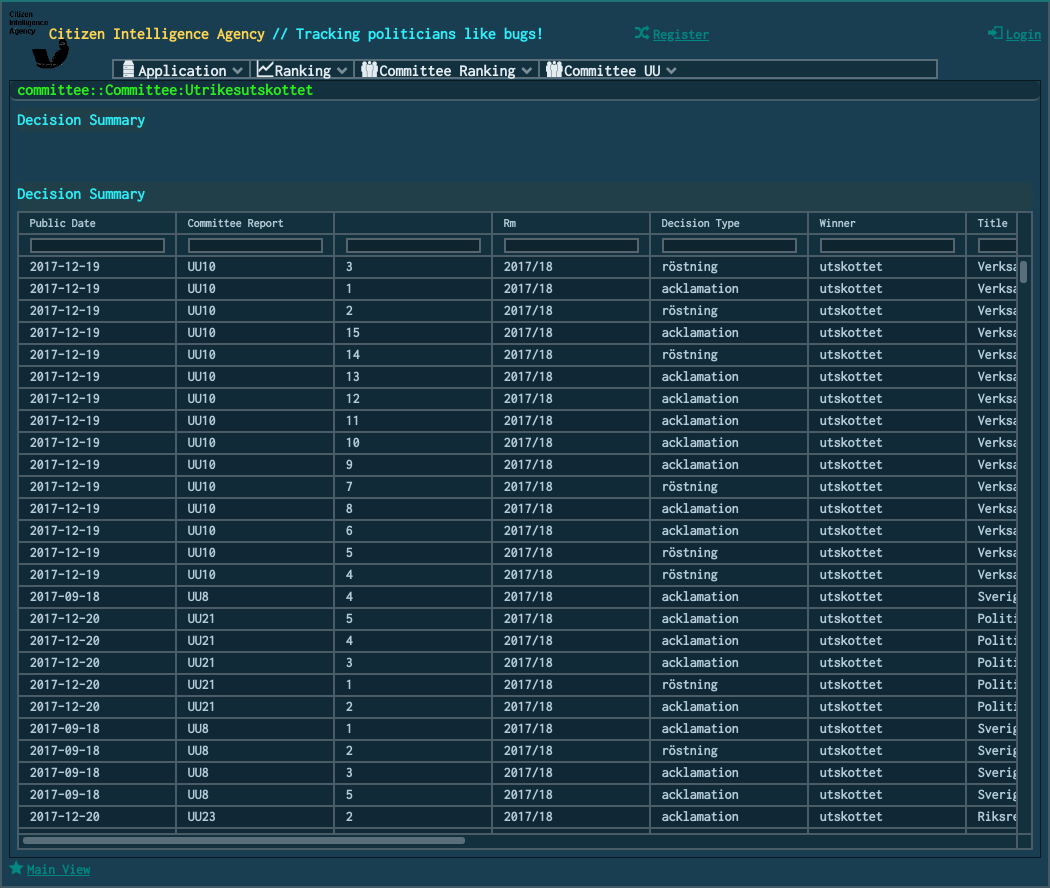 Citizen
Intelligence
Agency
Citizen Intelligence Agency // Tracking politicians like bugs!
Register
Login
Application Ranking Committee Ranking Committee UU
committee::Committee:Utrikesutskottet
Decision Summary
Decision Summary
Public Date Committee Report Rm Decision Type Winner Title
2017-12-19 UU10 3 2017/18 röstning utskottet Verksa
2017-12-19 UU10 1 2017/18 acklamation utskottet Verksa
2017-12-19 UU10 2 2017/18 röstning utskottet Verksa
2017-12-19 UU10 15 2017/18 acklamation utskottet Verksa
2017-12-19 UU10 14 2017/18 röstning utskottet Verksa
2017-12-19 UU10 13 2017/18 acklamation utskottet Verksa
2017-12-19 UU10 12 2017/18 acklamation utskottet Verksa
2017-12-19 UU10 11 2017/18 acklamation utskottet Verksa
2017-12-19 UU10 10 2017/18 acklamation utskottet Verksa
2017-12-19 UU10 9 2017/18 acklamation utskottet Verksa
2017-12-19 UU10 7 2017/18 röstning utskottet Verksa
2017-12-19 UU10 8 2017/18 acklamation utskottet Verksa
2017-12-19 UU10 6 2017/18 acklamation utskottet Verksa
2017-12-19 UU10 5 2017/18 röstning utskottet Verksa
2017-12-19 UU10 4 2017/18 röstning utskottet Verksa
2017-09-18 UU8 4 2017/18 acklamation utskottet Sverig
2017-12-20 UU21 5 2017/18 acklamation utskottet Politi
2017-12-20 UU21 4 2017/18 acklamation utskottet Politi
2017-12-20 UU21 3 2017/18 acklamation utskottet Politi
2017-12-20 UU21 1 2017/18 röstning utskottet Politi
2017-12-20 UU21 2 2017/18 acklamation utskottet Politi
2017-09-18 UU8 1 2017/18 acklamation utskottet Sverig
2017-09-18 UU8 2 2017/18 röstning utskottet Sverig
2017-09-18 UU8 3 2017/18 acklamation utskottet Sverig
2017-09-18 UU8 5 2017/18 acklamation utskottet Sverig
2017-12-20 UU23 2 2017/18 acklamation utskottet Riksre
Main View